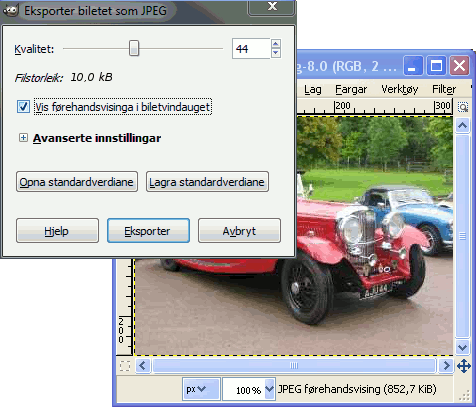 Eksporter biletet som JPEG
Kvalitet:
44
Filstorleik: 10,0 kB
Vis førehandsvisinga i biletvindauget
Avanserte innstillingar
Opna standardverdiane
Lagra standardverdiane
Hjelp
Eksporter
Avbryt
g-8.0 (RGB, 2 ...
Lag Fargar Verktøy Filter
200 300
200
px 100% JPEG førehandsvising (852,7 KiB)